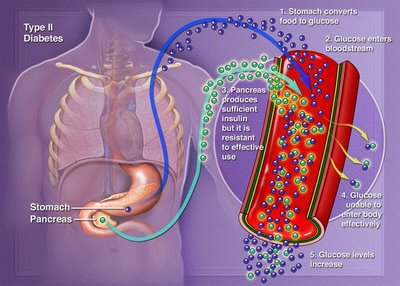 Type II
Diabetes
1. Stomach converts
food to glucose
2. Glucose enters
bloodstream
3. Pancreas
produces
sufficient
insulin
but it is
resistant
to effective
use
Stomach
Pancreas
4. Glucose
unable to
enter body
effectively
5. Glucose levels
increase